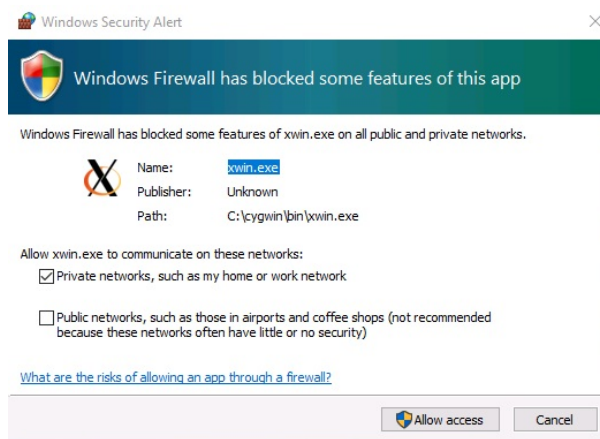 Windows Security Alert
Windows Firewall has blocked some features of this app
Windows Firewall has blocked some features of xwin.exe on all public and private networks.
Name: xwin.exe
Publisher: Unknown
Path: C:\cygwin\bin\xwin.exe
Allow xwin.exe to communicate on these networks:
Private networks, such as my home or work network
Public networks, such as those in airports and coffee shops (not recommended
because these networks often have little or no security)
What are the risks of allowing an app through a firewall?
Allow access Cancel